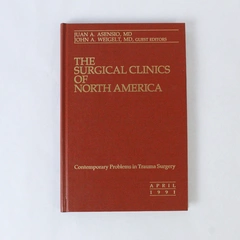 JUAN A. ASENSIO, MD
JOHN A. WEIGELT, MD, GUEST EDITORS
THE
SURGICAL CLINICS
OF
NORTH AMERICA
Contemporary Problems in Trauma Surgery
APRIL
1991